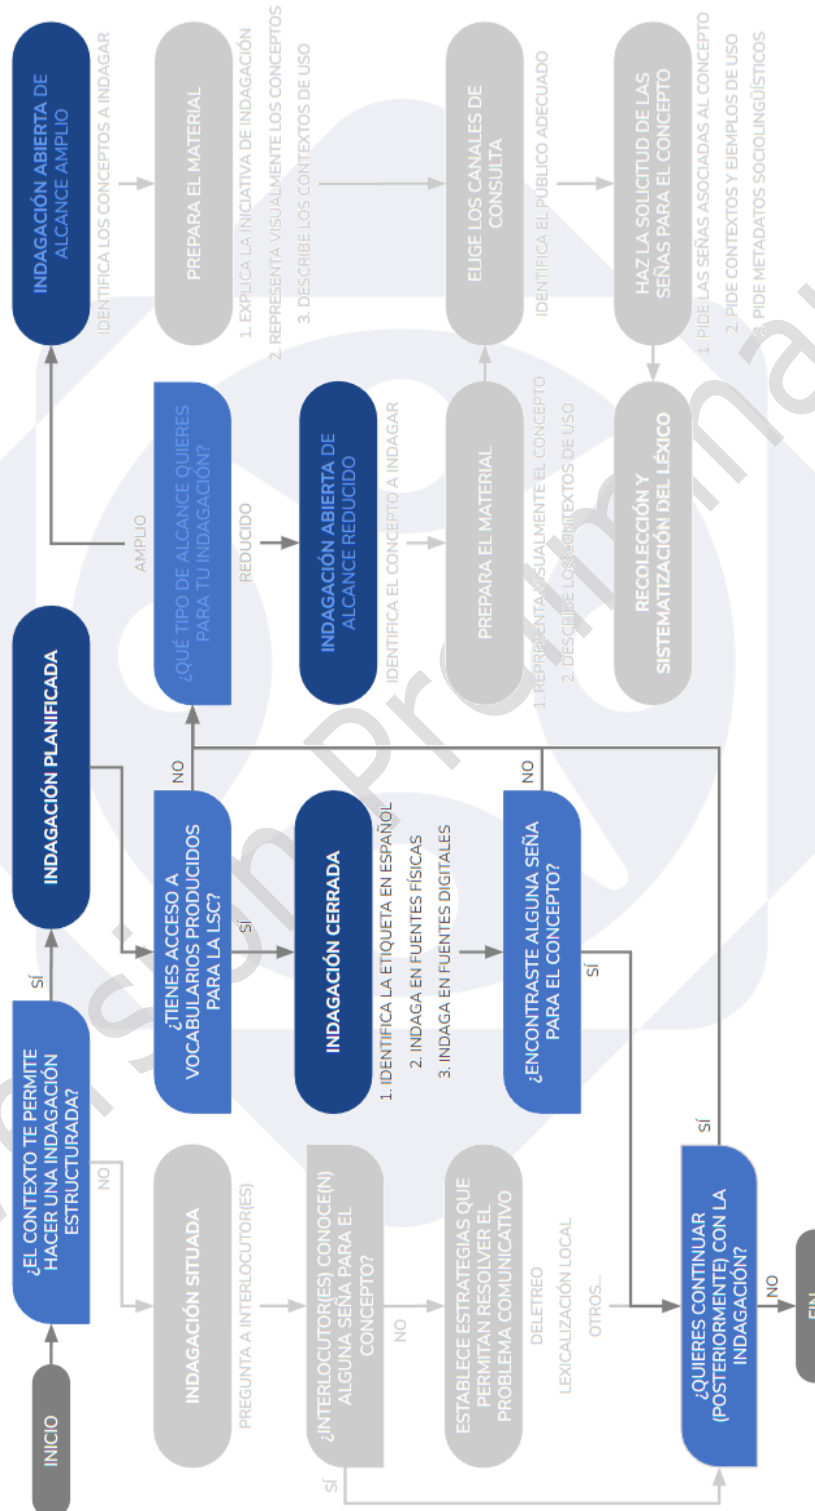 INICIO
¿EL CONTEXTO TE PERMITE
HACER UNA INDAGACIÓN
ESTRUCTURADA?
SÍ
INDAGACIÓN PLANIFICADA
NO
INDAGACIÓN SITUADA
PREGUNTA A INTERLOCUTOR(ES)
¿INTERLOCUTOR(ES) CONOCE(N)
ALGUNA SEÑA PARA EL
CONCEPTO?
SÍ
NO
ESTABLECE ESTRATEGIAS QUE
PERMITAN RESOLVER EL
PROBLEMA COMUNICATIVO
DELETREO
LEXICALIZACIÓN LOCAL
OTROS...
¿TIENES ACCESO A
VOCABULARIOS PRODUCIDOS
PARA LA LSC?
NO
SÍ
INDAGACIÓN CERRADA
1. IDENTIFICA LA ETIQUETA EN ESPAÑOL
2. INDAGA EN FUENTES FÍSICAS
3. INDAGA EN FUENTES DIGITALES
¿ENCONTRASTE ALGUNA SEÑA
PARA EL CONCEPTO?
NO
SÍ
¿QUIERES CONTINUAR
(POSTERIORMENTE) CON LA
INDAGACIÓN?
SÍ
NO
FIN
¿QUÉ TIPO DE ALCANCE QUIERES
PARA TU INDAGACIÓN?
AMPLIO
REDUCIDO
INDAGACIÓN ABIERTA DE
ALCANCE REDUCIDO
IDENTIFICA EL CONCEPTO A INDAGAR
PREPARA EL MATERIAL
1. REPRESENTA VISUALMENTE EL CONCEPTO
2. DESCRIBE LOS CONTEXTOS DE USO
INDAGACIÓN ABIERTA DE
ALCANCE AMPLIO
IDENTIFICA LOS CONCEPTOS A INDAGAR
PREPARA EL MATERIAL
1. EXPLICA LA INICIATIVA DE INDAGACIÓN
2. REPRESENTA VISUALMENTE LOS CONCEPTOS
3. DESCRIBE LOS CONTEXTOS DE USO
ELIGE LOS CANALES DE
CONSULTA
IDENTIFICA EL PÚBLICO ADECUADO
HAZ LA SOLICITUD DE LAS
SEÑAS PARA EL CONCEPTO
1. PIDE LAS SEÑAS ASOCIADAS AL CONCEPTO
2. PIDE CONTEXTOS Y EJEMPLOS DE USO
3. PIDE METADATOS SOCIOLINGÜÍSTICOS
RECOLECCIÓN Y
SISTEMATIZACIÓN DEL LÉXICO